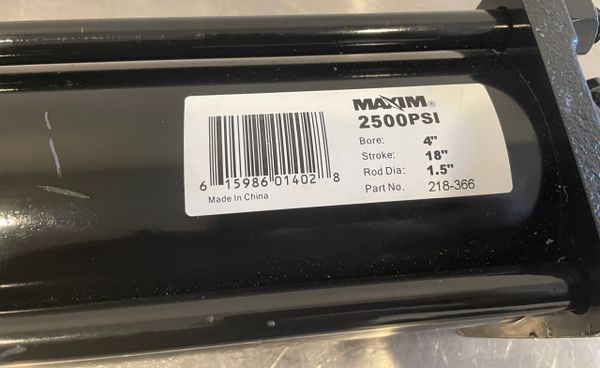 MAXIM®
2500PSI
Bore: 4"
Stroke: 18"
Rod Dia: 1.5"
Part No. 218-366
6 15986 01402 8
Made In China